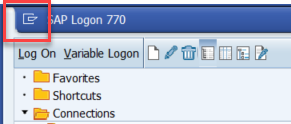 SAP Logon 770
Log On Variable Logon
Favorites
Shortcuts
Connections